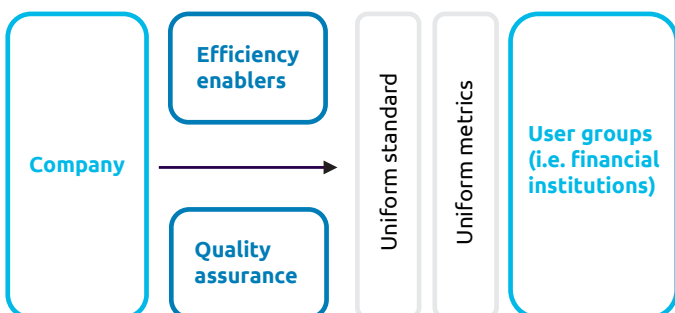 Company
Efficiency
enablers
Quality
assurance
Uniform standard
Uniform metrics
User groups
(i.e. financial
institutions)